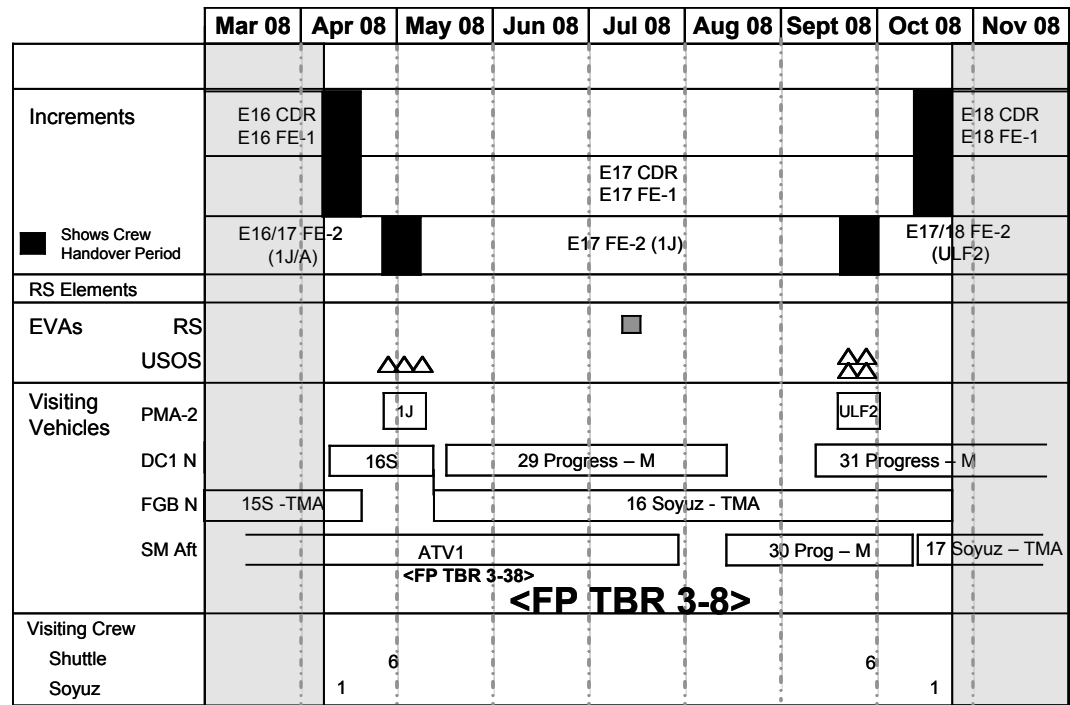 Mar 08 Apr 08 May 08 Jun 08 Jul 08 Aug 08 Sept 08 Oct 08 Nov 08
Increments
E16 CDR
E16 FE-1
E18 CDR
E18 FE-1
E17 CDR
E17 FE-1
Shows Crew
Handover Period
E16/17 FE-2
(1J/A)
E17 FE-2 (1J)
E17/18 FE-2
(ULF2)
RS Elements
EVAs RS
USOS
Visiting
Vehicles
PMA-2 1J ULF2
DC1 N 16S 29 Progress – M 31 Progress – M
FGB N 15S -TMA 16 Soyuz - TMA
SM Aft ATV1 30 Prog – M 17 Soyuz – TMA
<FP TBR 3-38>
<FP TBR 3-8>
Visiting Crew
Shuttle 6 6
Soyuz 1 1